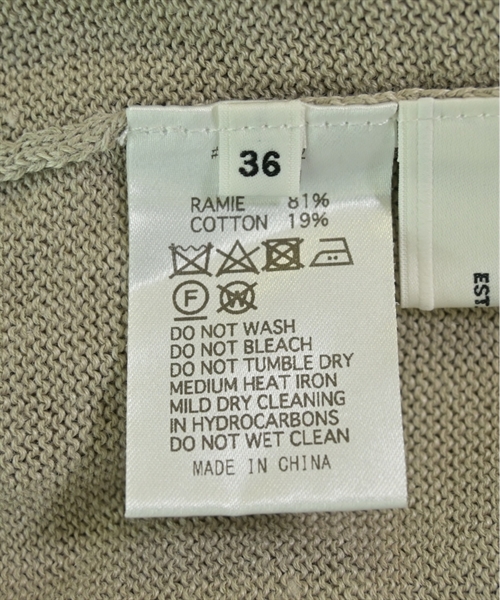 36
RAMIE 81%
COTTON 19%
F W
DO NOT WASH
DO NOT BLEACH
DO NOT TUMBLE DRY
MEDIUM HEAT IRON
MILD DRY CLEANING
IN HYDROCARBONS
DO NOT WET CLEAN
MADE IN CHINA
EST